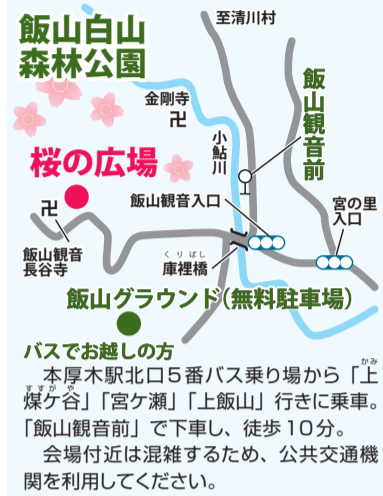 至清川村
飯山白山
森林公園
金剛寺
卍
小鮎川
飯山観音前
桜の広場
卍
飯山観音入口
宮の里
入口
飯山観音
長谷寺
くりばし
庫裡橋
飯山グラウンド(無料駐車場)
バスでお越しの方
かみ
本厚木駅北口5番バス乗り場から「上
すすがや
煤ケ谷」「宮ケ瀬」「上飯山」行きに乗車。
「飯山観音前」で下車し、徒歩10分。
会場付近は混雑するため、公共交通機
関を利用してください。